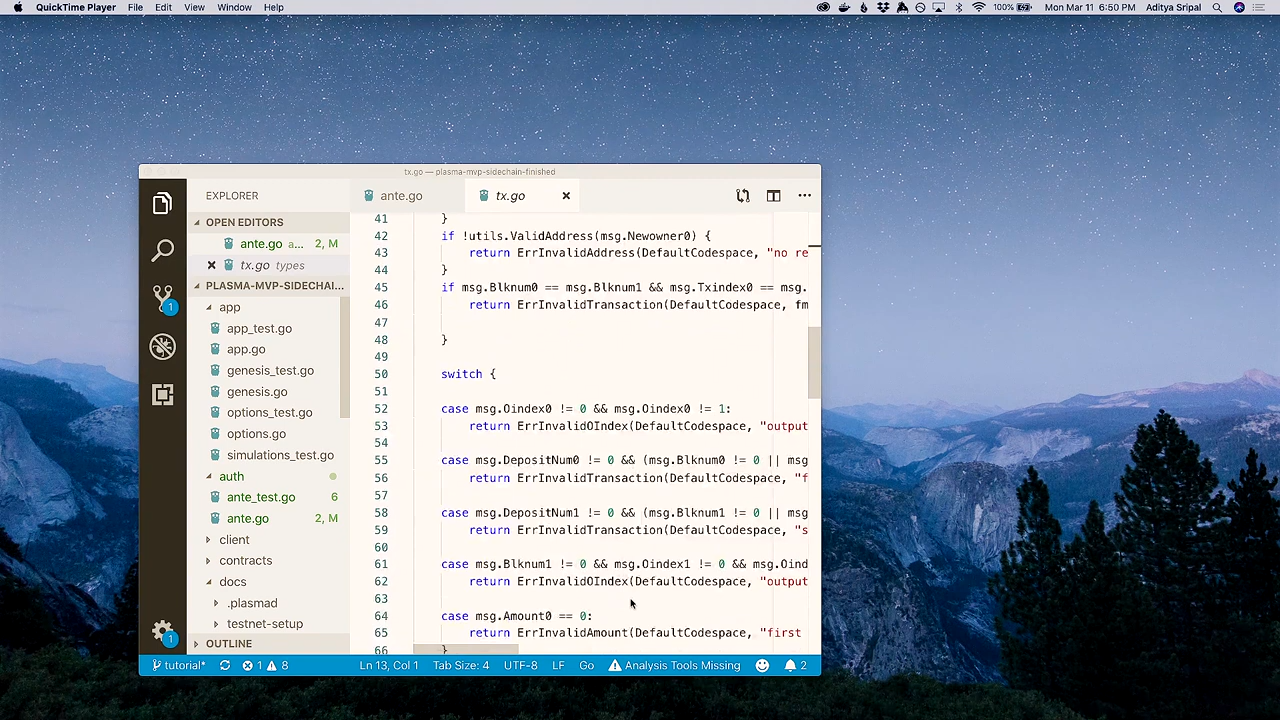 QuickTime Player File Edit View Window Help 100% Mon Mar 11 6:50 PM Aditya Sripal
tx.go — plasma-mvp-sidechain-finished
EXPLORER
ante.go
tx.go
OPEN EDITORS
ante.go a... 2, M
tx.go types
PLASMA-MVP-SIDECHAI...
app
app_test.go
app.go
genesis_test.go
genesis.go
options_test.go
options.go
simulations_test.go
auth
ante_test.go 6
ante.go 2, M
client
contracts
docs
.plasmad
testnet-setup
OUTLINE
1
1
41 }
42 if !utils.ValidAddress(msg.Newowner0) {
43 return ErrInvalidAddress(DefaultCodespace, "no re
44 }
45 if msg.Blknum0 == msg.Blknum1 && msg.Txindex0 == msg.
46 return ErrInvalidTransaction(DefaultCodespace, fm
47
48 }
49
50 switch {
51
52 case msg.Oindex0 != 0 && msg.Oindex0 != 1:
53 return ErrInvalidOIndex(DefaultCodespace, "output
54
55 case msg.DepositNum0 != 0 && (msg.Blknum0 != 0 || msg
56 return ErrInvalidTransaction(DefaultCodespace, "f
57
58 case msg.DepositNum1 != 0 && (msg.Blknum1 != 0 || msg
59 return ErrInvalidTransaction(DefaultCodespace, "s
60
61 case msg.Blknum1 != 0 && msg.Oindex1 != 0 && msg.Oind
62 return ErrInvalidOIndex(DefaultCodespace, "output
63
64 case msg.Amount0 == 0:
65 return ErrInvalidAmount(DefaultCodespace, "first
66 }
tutorial* 1 8 Ln 13, Col 1 Tab Size: 4 UTF-8 LF Go Analysis Tools Missing 2